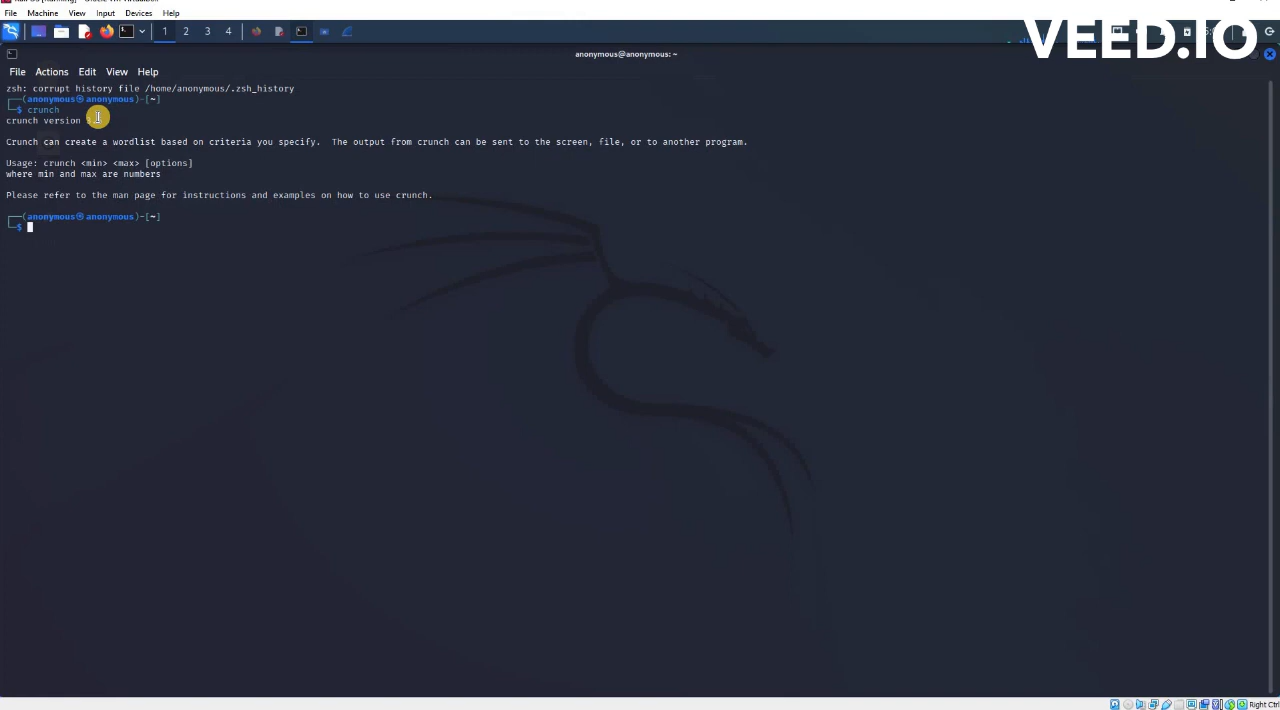 File Machine View Input Devices Help
VEED.IO
1 2 3 4
anonymous@anonymous: ~
File Actions Edit View Help
zsh: corrupt history file /home/anonymous/.zsh_history
(anonymous㉿anonymous)-[~]
$ crunch
crunch version
Crunch can create a wordlist based on criteria you specify. The output from crunch can be sent to the screen, file, or to another program.
Usage: crunch <min> <max> [options]
where min and max are numbers
Please refer to the man page for instructions and examples on how to use crunch.
(anonymous㉿anonymous)-[~]
$
Right Ctrl